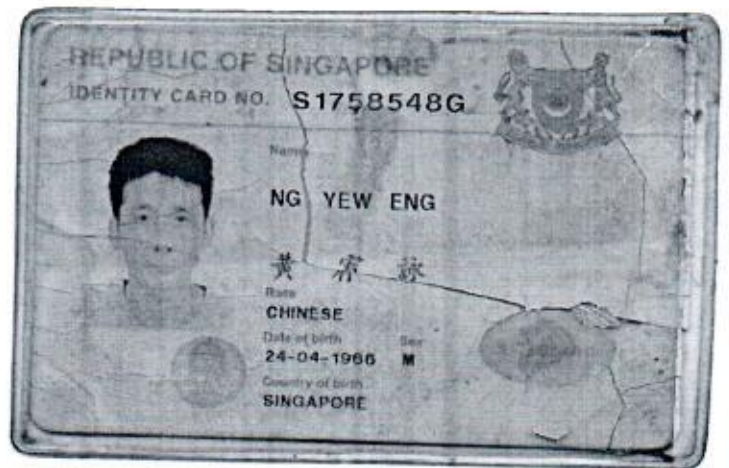 REPUBLIC OF SINGAPORE
IDENTITY CARD NO. S1758548G
Name
NG YEW ENG
黃
Race
CHINESE
Date of birth Sex
24-04-1966 M
Country of birth
SINGAPORE